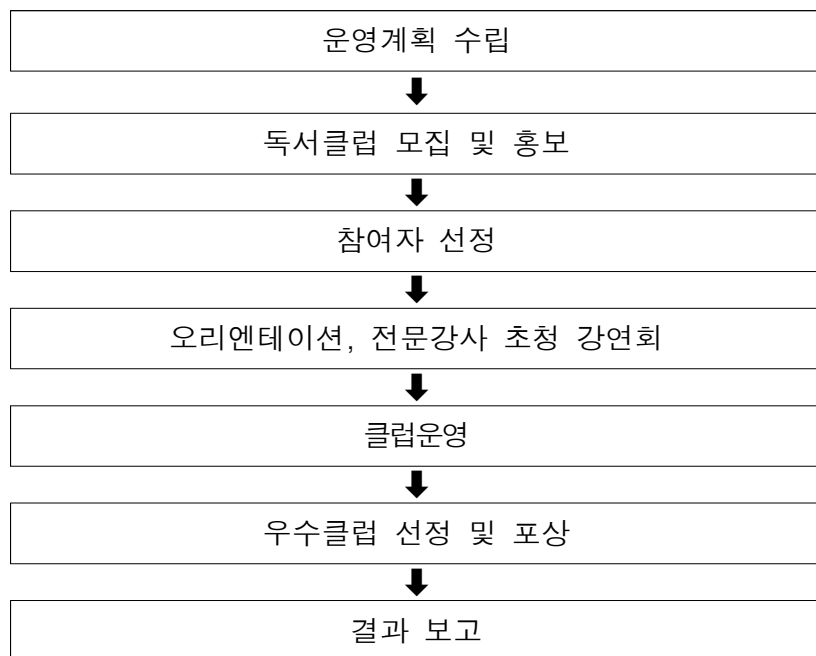 운영계획 수립
독서클럽 모집 및 홍보
참여자 선정
오리엔테이션, 전문강사 초청 강연회
클럽운영
우수클럽 선정 및 포상
결과 보고